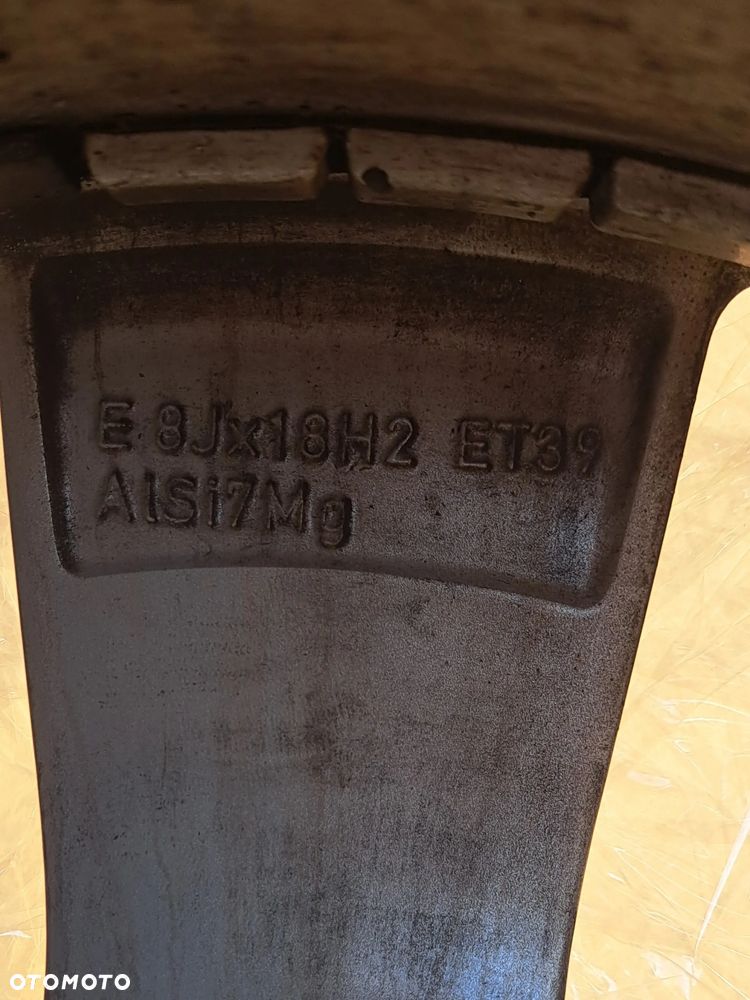 E 8Jx18H2 ET39
AlSi7Mg
OTOMOTO